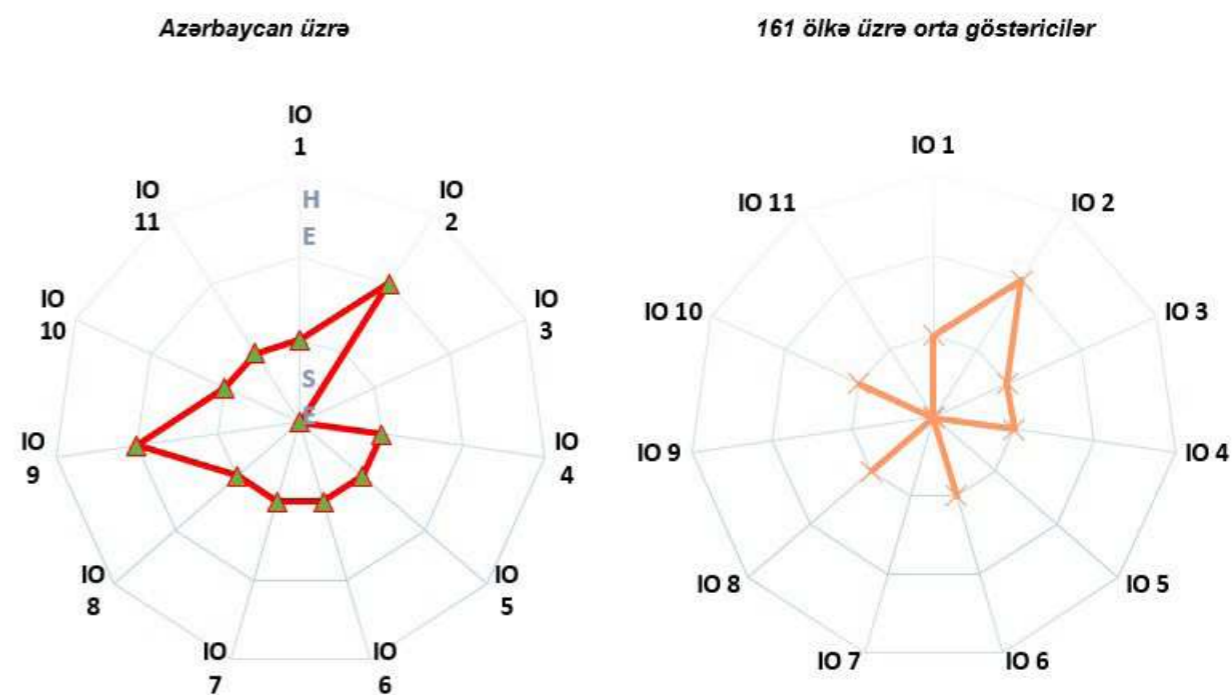 Azərbaycan üzrə
IO
1
IO
2
IO
3
IO
4
IO
5
IO
6
IO
7
IO
8
IO
9
IO
10
IO
11
H
E
S
161 ölkə üzrə orta göstəricilər
IO 1
IO 2
IO 3
IO 4
IO 5
IO 6
IO 7
IO 8
IO 9
IO 10
IO 11